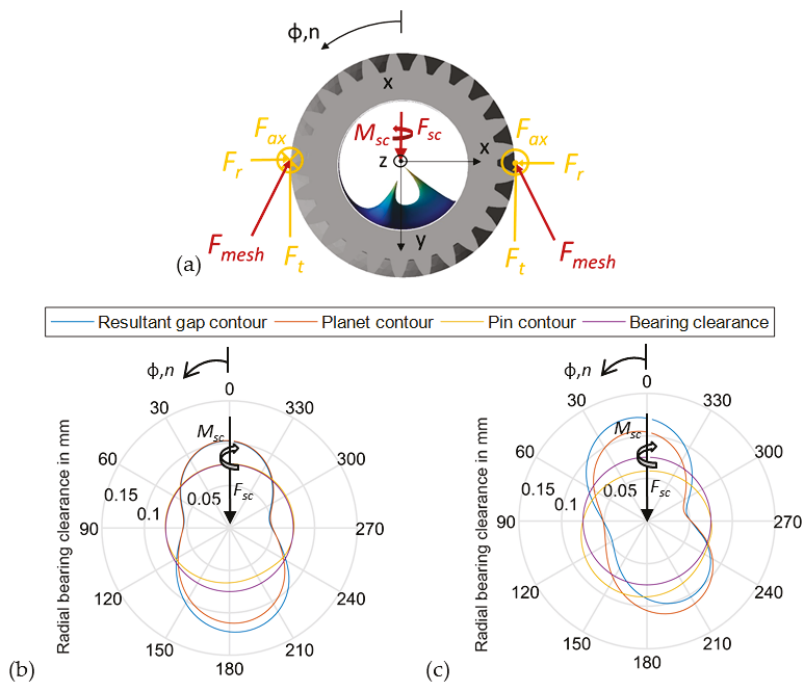 ϕ,n
x
M_sc F_sc
F_ax x F_ax
F_r z F_r
F_mesh F_t y F_t F_mesh
(a)
Resultant gap contour Planet contour Pin contour Bearing clearance
ϕ,n
0
30 330
M_sc
60 300
0.15 0.1 0.05 F_sc
90 270
120 240
150 210
180
Radial bearing clearance in mm
(b)
ϕ,n
0
30 330
M_sc
60 300
0.15 0.1 0.05 F_sc
90 270
120 240
150 210
180
Radial bearing clearance in mm
(c)